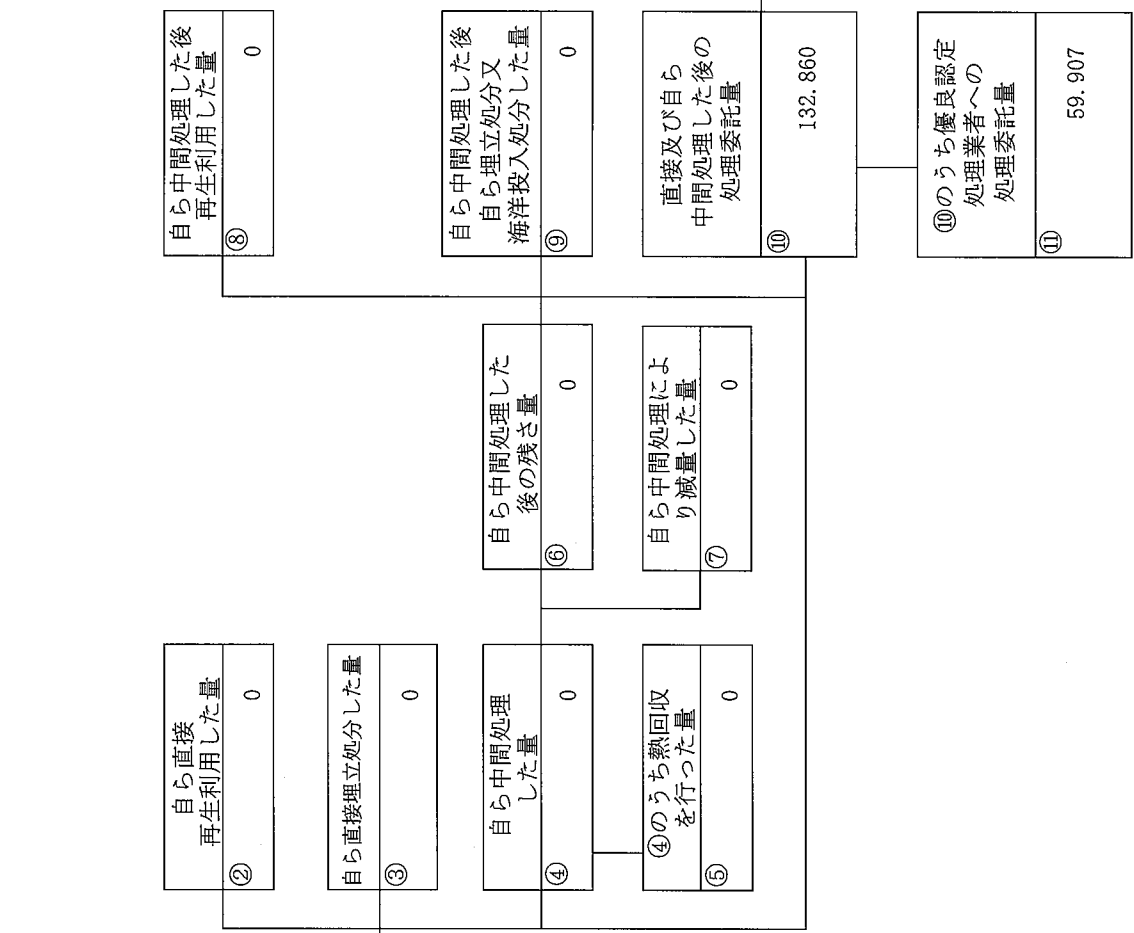 自ら直接
再生利用した量
②
0
自ら直接埋立処分した量
③
0
自ら中間処理
した量
④
0
④のうち熱回収
を行った量
⑤
0
自ら中間処理した
後の残さ量
⑥
0
自ら中間処理によ
り減量した量
⑦
0
自ら中間処理した後
再生利用した量
⑧
0
自ら中間処理した後
自ら埋立処分又
海洋投入処分した量
⑨
0
直接及び自ら
中間処理した後の
処理委託量
⑩
132.860
⑩のうち優良認定
処理業者への
処理委託量
⑪
59.907